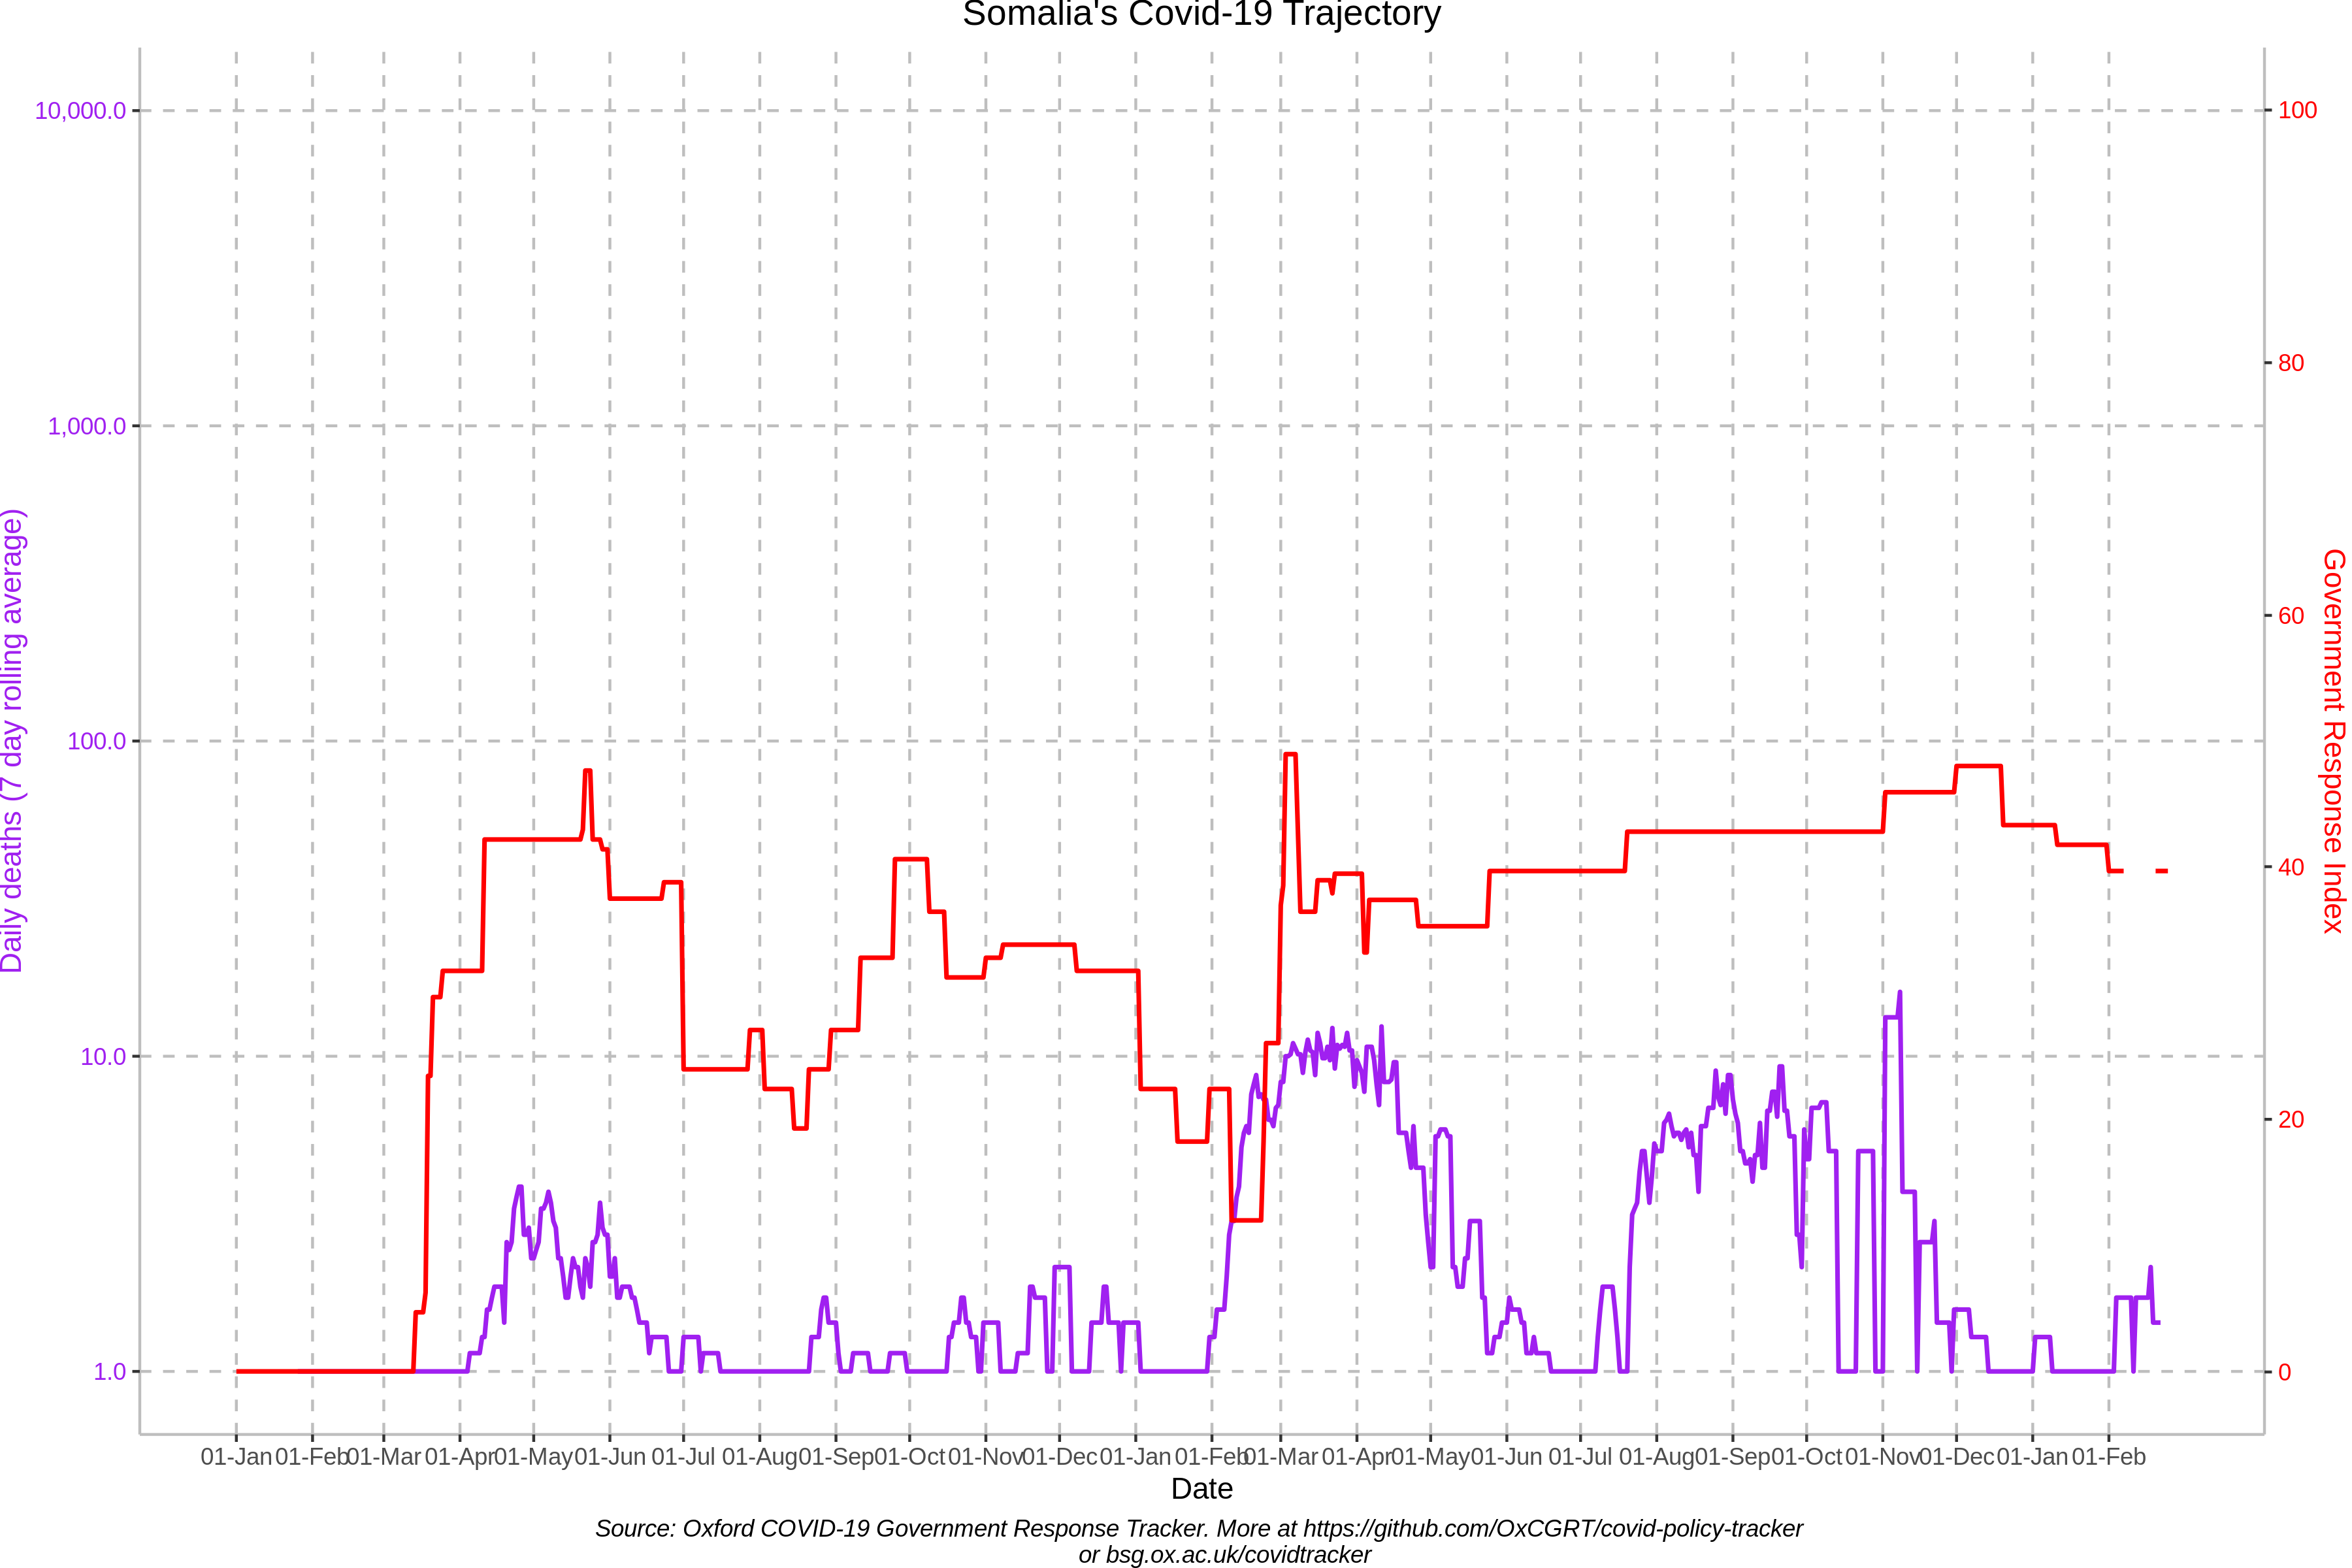 Somalia's Covid-19 Trajectory
10,000.0
1,000.0
100.0
10.0
1.0
Daily deaths (7 day rolling average)
100
80
60
40
20
0
Government Response Index
01-Jan 01-Feb 01-Mar 01-Apr 01-May 01-Jun 01-Jul 01-Aug 01-Sep 01-Oct 01-Nov 01-Dec 01-Jan 01-Feb 01-Mar 01-Apr 01-May 01-Jun 01-Jul 01-Aug 01-Sep 01-Oct 01-Nov 01-Dec 01-Jan 01-Feb
Date
Source: Oxford COVID-19 Government Response Tracker. More at https://github.com/OxCGRT/covid-policy-tracker
or bsg.ox.ac.uk/covidtracker